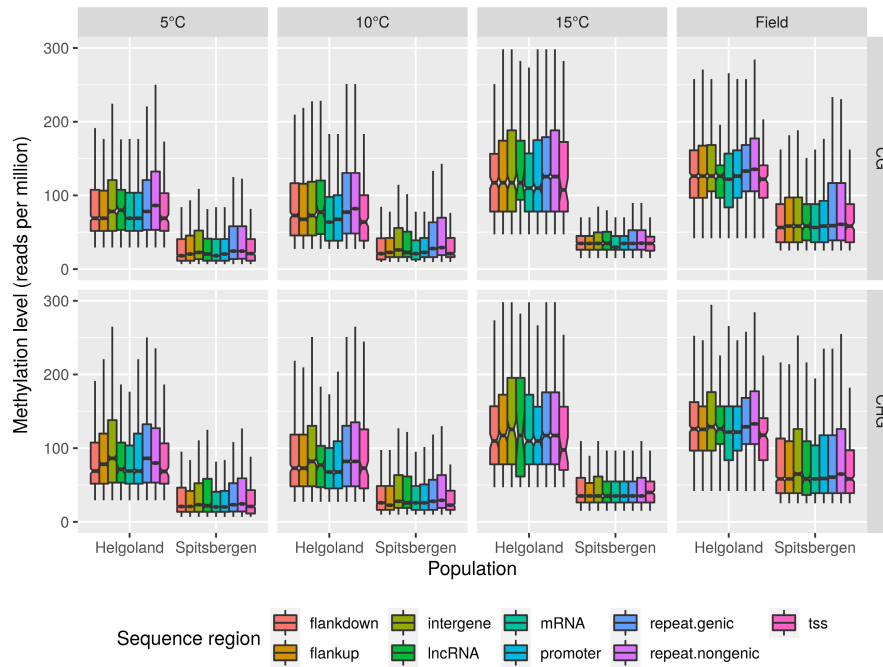 5°C 10°C 15°C Field
300
200
100
0
CG
300
200
100
0
CHG
Methylation level (reads per million)
Helgoland Spitsbergen Helgoland Spitsbergen Helgoland Spitsbergen Helgoland Spitsbergen
Population
Sequence region
flankdown intergene mRNA repeat.genic tss
flankup lncRNA promoter repeat.nongenic